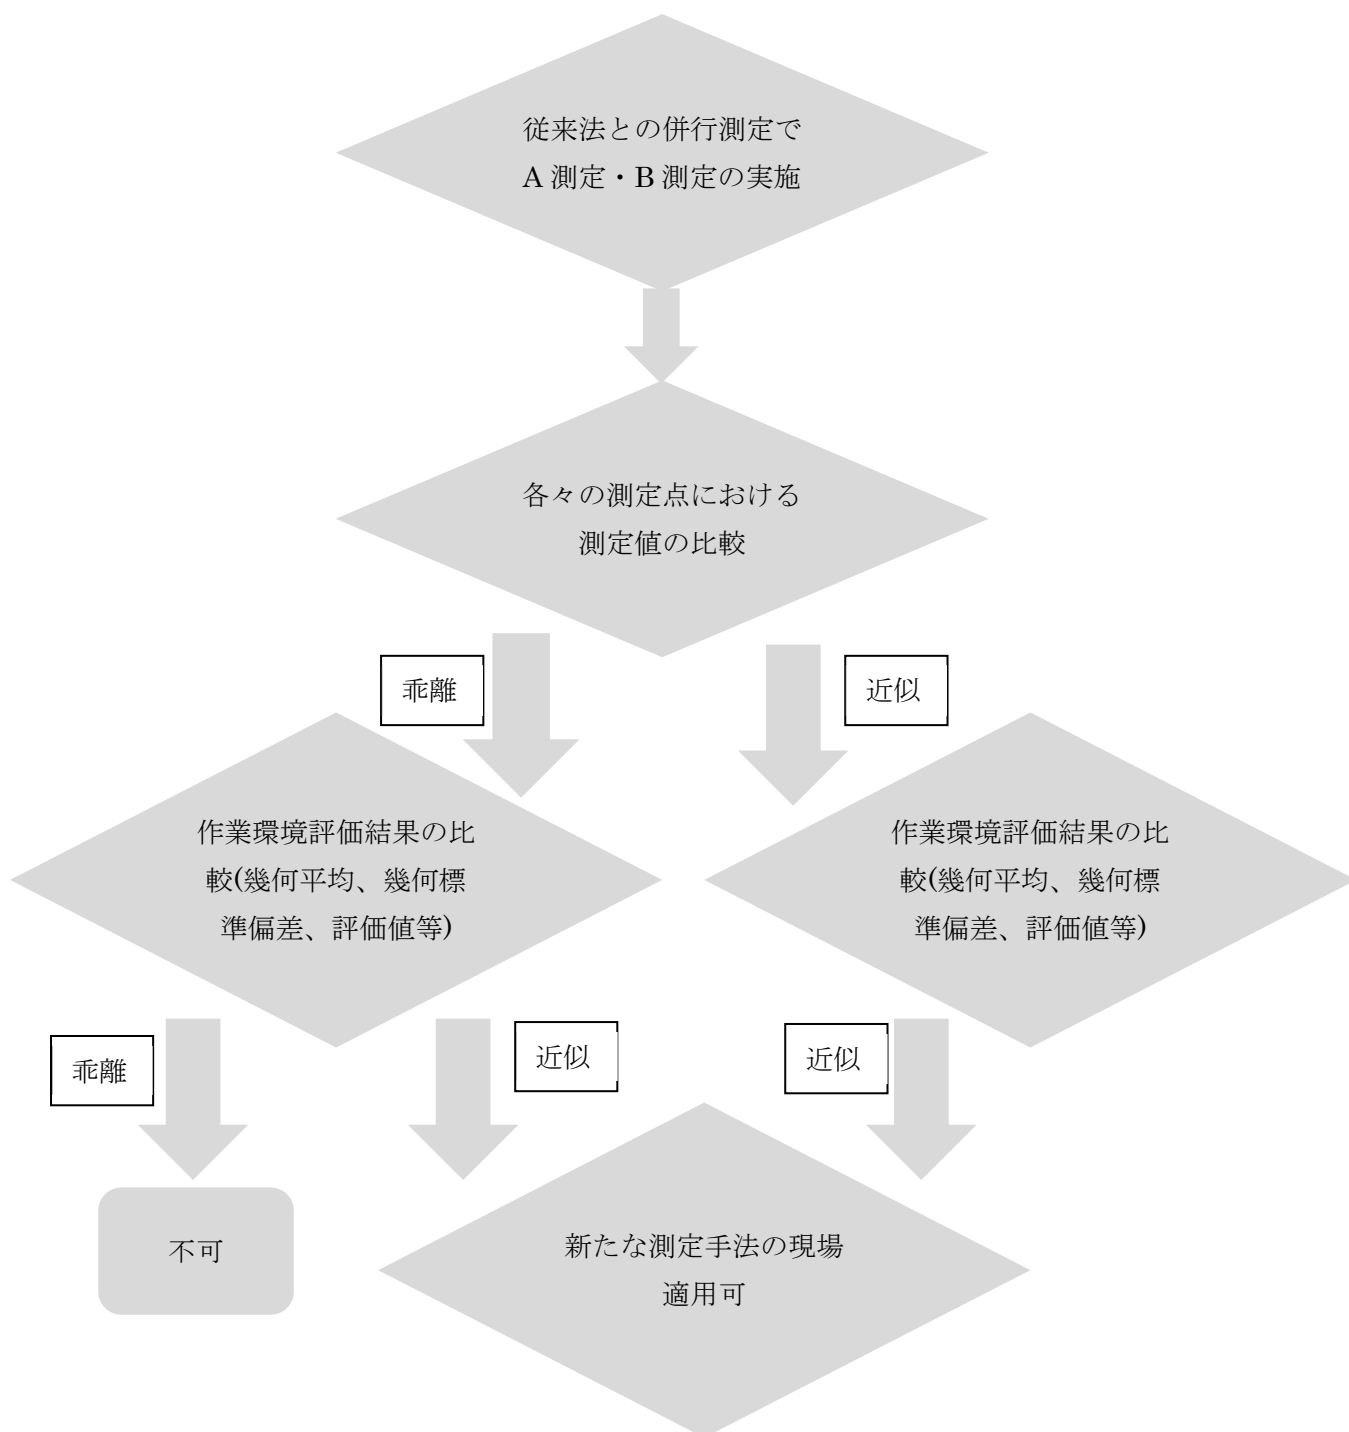 従来法との併行測定で
A 測定・B 測定の実施
各々の測定点における
測定値の比較
乖離
近似
作業環境評価結果の比
較(幾何平均、幾何標
準偏差、評価値等)
作業環境評価結果の比
較(幾何平均、幾何標
準偏差、評価値等)
乖離
近似
近似
不可
新たな測定手法の現場
適用可